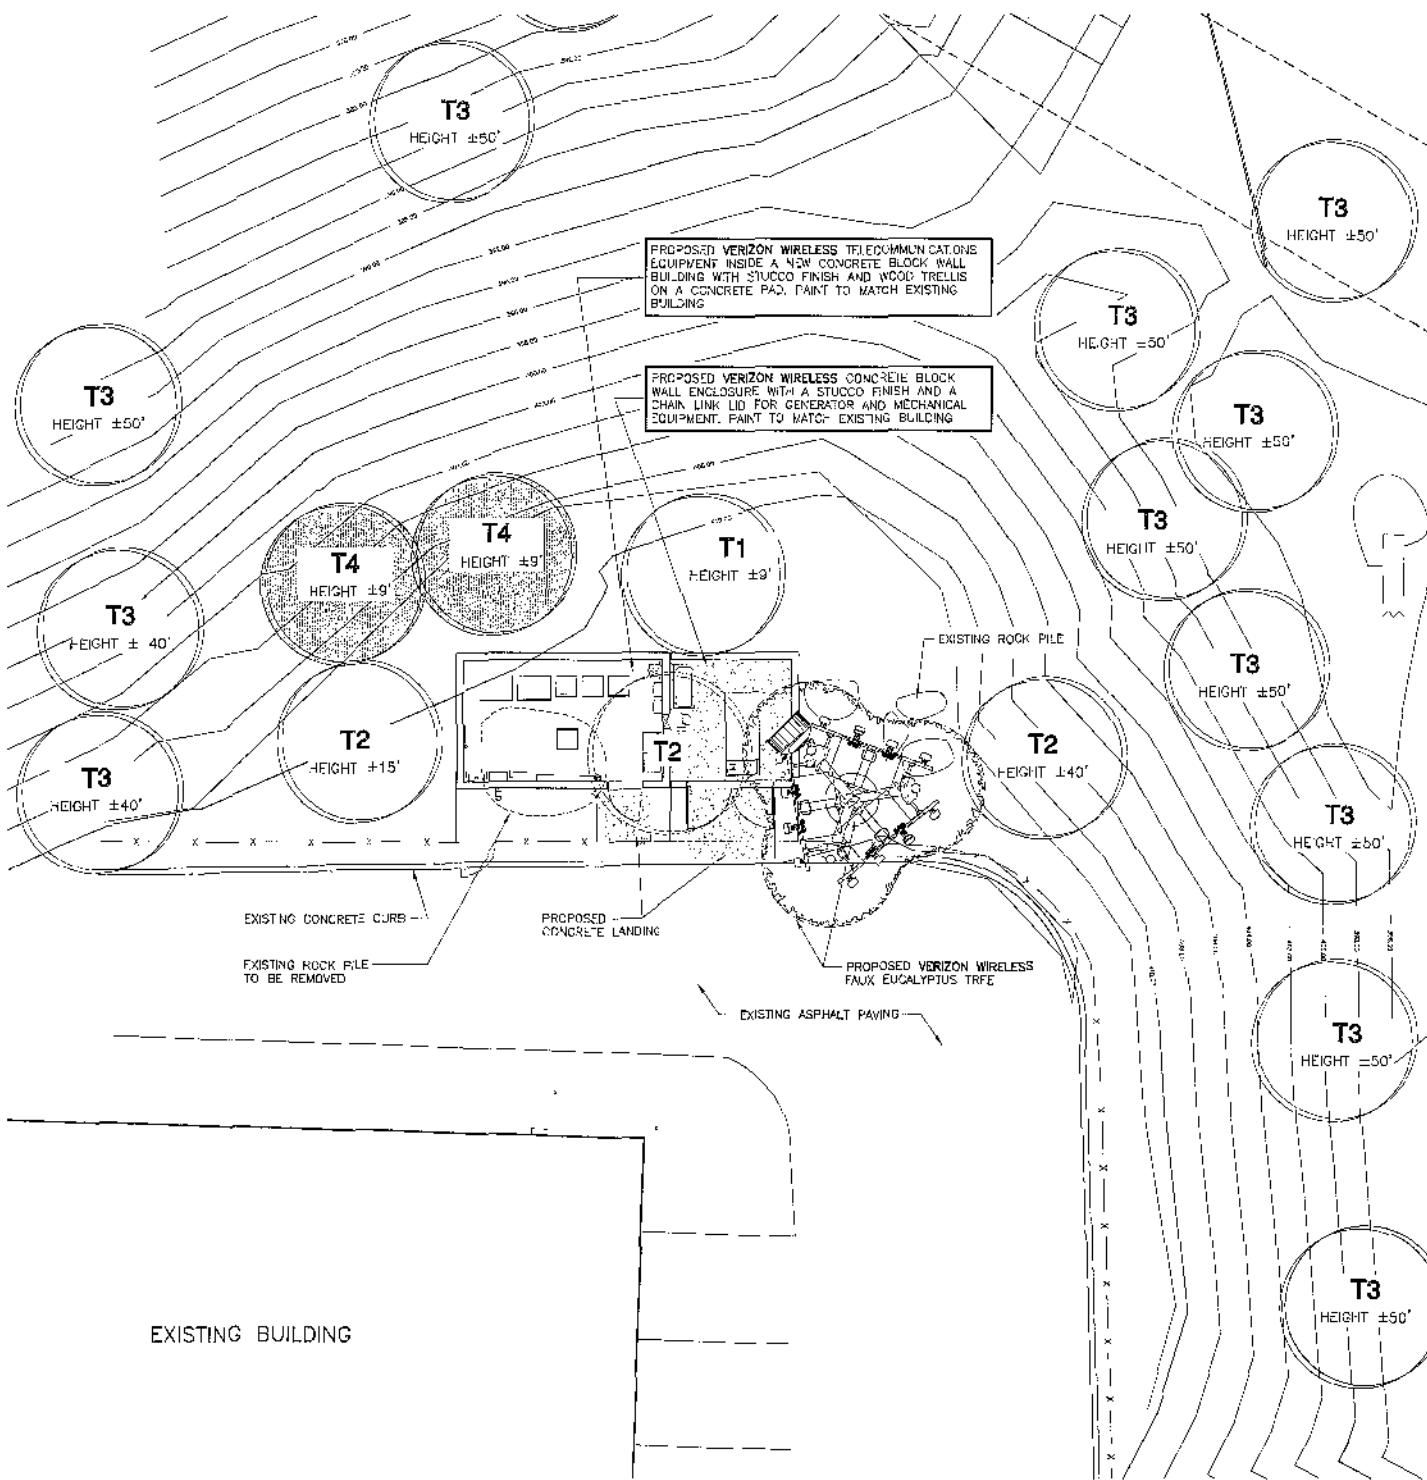 T3
HEIGHT ±50'
T3
HEIGHT ±50'
PROPOSED VERIZON WIRELESS TELECOMMUNICATIONS
EQUIPMENT INSIDE A NEW CONCRETE BLOCK WALL
BUILDING WITH STUCCO FINISH AND WOOD TRELLIS
ON A CONCRETE PAD. PAINT TO MATCH EXISTING
BUILDING
T3
HEIGHT ±50'
PROPOSED VERIZON WIRELESS CONCRETE BLOCK
WALL ENCLOSURE WITH A STUCCO FINISH AND A
CHAIN LINK LID FOR GENERATOR AND MECHANICAL
EQUIPMENT. PAINT TO MATCH EXISTING BUILDING
T3
HEIGHT ±50'
T3
HEIGHT ±50'
T3
HEIGHT ±50'
T4
HEIGHT ±9'
T4
HEIGHT ±9'
T1
HEIGHT ±9'
T3
HEIGHT ± 40'
EXISTING ROCK PILE
T3
HEIGHT ±50'
T2
HEIGHT ±15'
T2
T2
HEIGHT ±40'
T3
HEIGHT ±40'
T3
HEIGHT ±50'
EXISTING CONCRETE CURB
PROPOSED
CONCRETE LANDING
EXISTING ROCK PILE
TO BE REMOVED
PROPOSED VERIZON WIRELESS
FAUX EUCALYPTUS TREE
EXISTING ASPHALT PAVING
T3
HEIGHT ±50'
T3
HEIGHT ±50'
EXISTING BUILDING